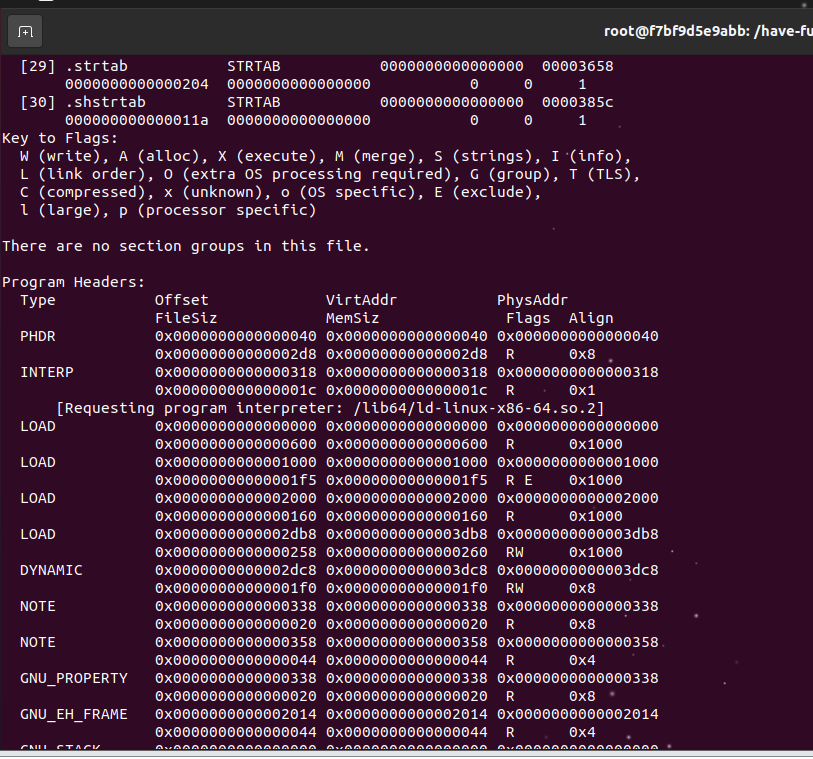 root@f7bf9d5e9abb: /have-fu
  [29] .strtab           STRTAB           0000000000000000  00003658
       0000000000000204  0000000000000000           0     0     1
  [30] .shstrtab         STRTAB           0000000000000000  0000385c
       000000000000011a  0000000000000000           0     0     1
Key to Flags:
  W (write), A (alloc), X (execute), M (merge), S (strings), I (info),
  L (link order), O (extra OS processing required), G (group), T (TLS),
  C (compressed), x (unknown), o (OS specific), E (exclude),
  l (large), p (processor specific)

There are no section groups in this file.

Program Headers:
  Type           Offset             VirtAddr           PhysAddr
                 FileSiz            MemSiz              Flags  Align
  PHDR           0x0000000000000040 0x0000000000000040 0x0000000000000040
                 0x00000000000002d8 0x00000000000002d8  R      0x8
  INTERP         0x0000000000000318 0x0000000000000318 0x0000000000000318
                 0x000000000000001c 0x000000000000001c  R      0x1
      [Requesting program interpreter: /lib64/ld-linux-x86-64.so.2]
  LOAD           0x0000000000000000 0x0000000000000000 0x0000000000000000
                 0x0000000000000600 0x0000000000000600  R      0x1000
  LOAD           0x0000000000001000 0x0000000000001000 0x0000000000001000
                 0x00000000000001f5 0x00000000000001f5  R E    0x1000
  LOAD           0x0000000000002000 0x0000000000002000 0x0000000000002000
                 0x0000000000000160 0x0000000000000160  R      0x1000
  LOAD           0x0000000000002db8 0x0000000000003db8 0x0000000000003db8
                 0x0000000000000258 0x0000000000000260  RW     0x1000
  DYNAMIC        0x0000000000002dc8 0x0000000000003dc8 0x0000000000003dc8
                 0x00000000000001f0 0x00000000000001f0  RW     0x8
  NOTE           0x0000000000000338 0x0000000000000338 0x0000000000000338
                 0x0000000000000020 0x0000000000000020  R      0x8
  NOTE           0x0000000000000358 0x0000000000000358 0x0000000000000358
                 0x0000000000000044 0x0000000000000044  R      0x4
  GNU_PROPERTY   0x0000000000000338 0x0000000000000338 0x0000000000000338
                 0x0000000000000020 0x0000000000000020  R      0x8
  GNU_EH_FRAME   0x0000000000002014 0x0000000000002014 0x0000000000002014
                 0x0000000000000044 0x0000000000000044  R      0x4
  GNU_STACK      0x0000000000000000 0x0000000000000000 0x0000000000000000